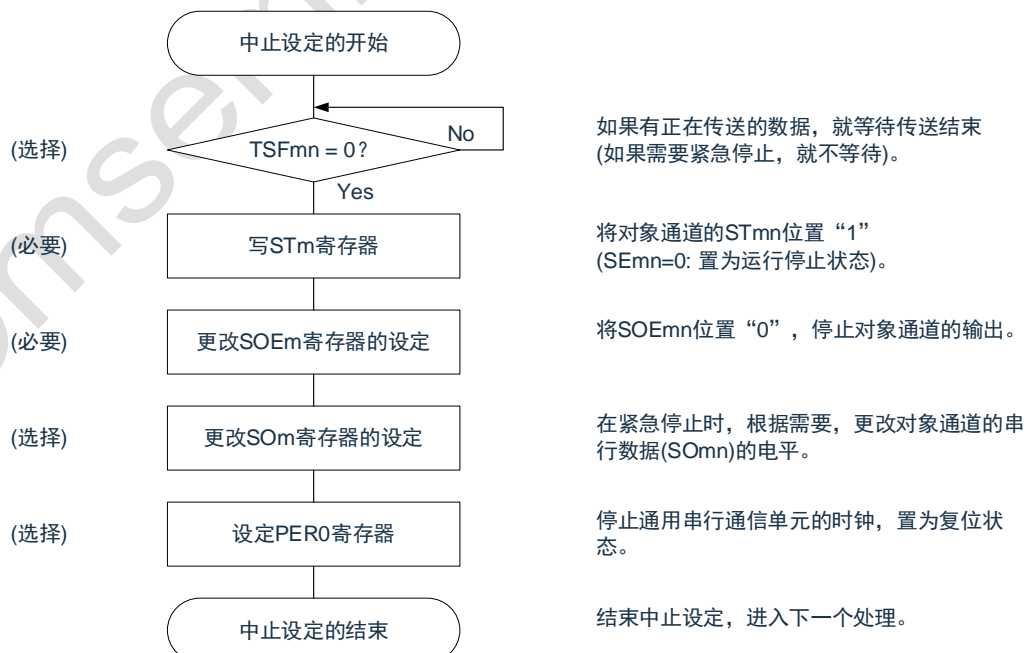 中止设定的开始
(选择)
TSFmn = 0?
No
Yes
如果有正在传送的数据，就等待传送结束
(如果需要紧急停止，就不等待)。
(必要)
写STm寄存器
将对象通道的STmn位置“1”
(SEmn=0: 置为运行停止状态)。
(必要)
更改SOEm寄存器的设定
将SOEmn位置“0”，停止对象通道的输出。
(选择)
更改SOm寄存器的设定
在紧急停止时，根据需要，更改对象通道的串
行数据(SOmn)的电平。
(选择)
设定PER0寄存器
停止通用串行通信单元的时钟，置为复位状
态。
中止设定的结束
结束中止设定，进入下一个处理。